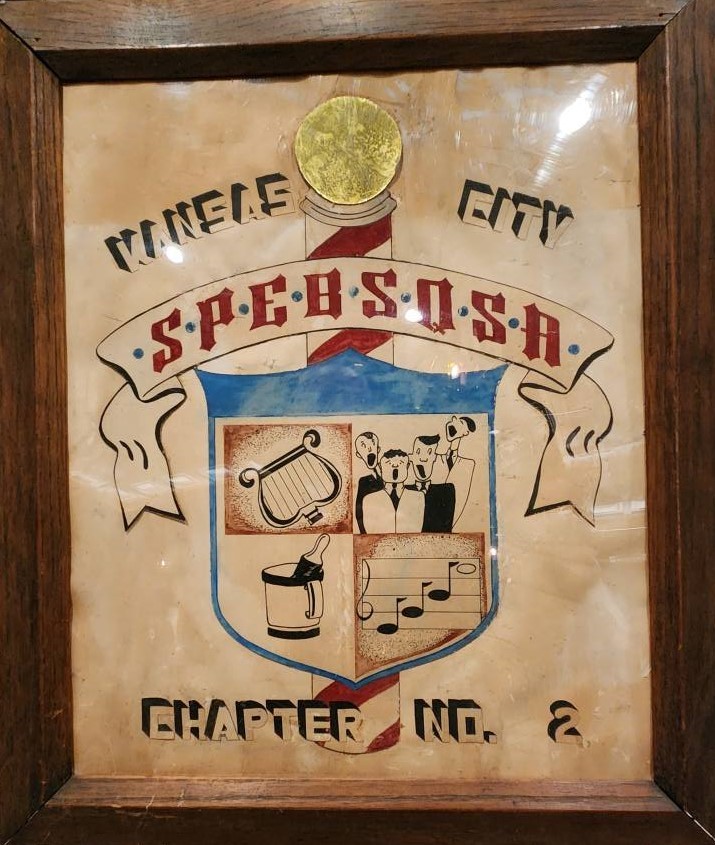 KANSAS CITY
S·P·E·B·S·Q·S·A
CHAPTER NO. 2